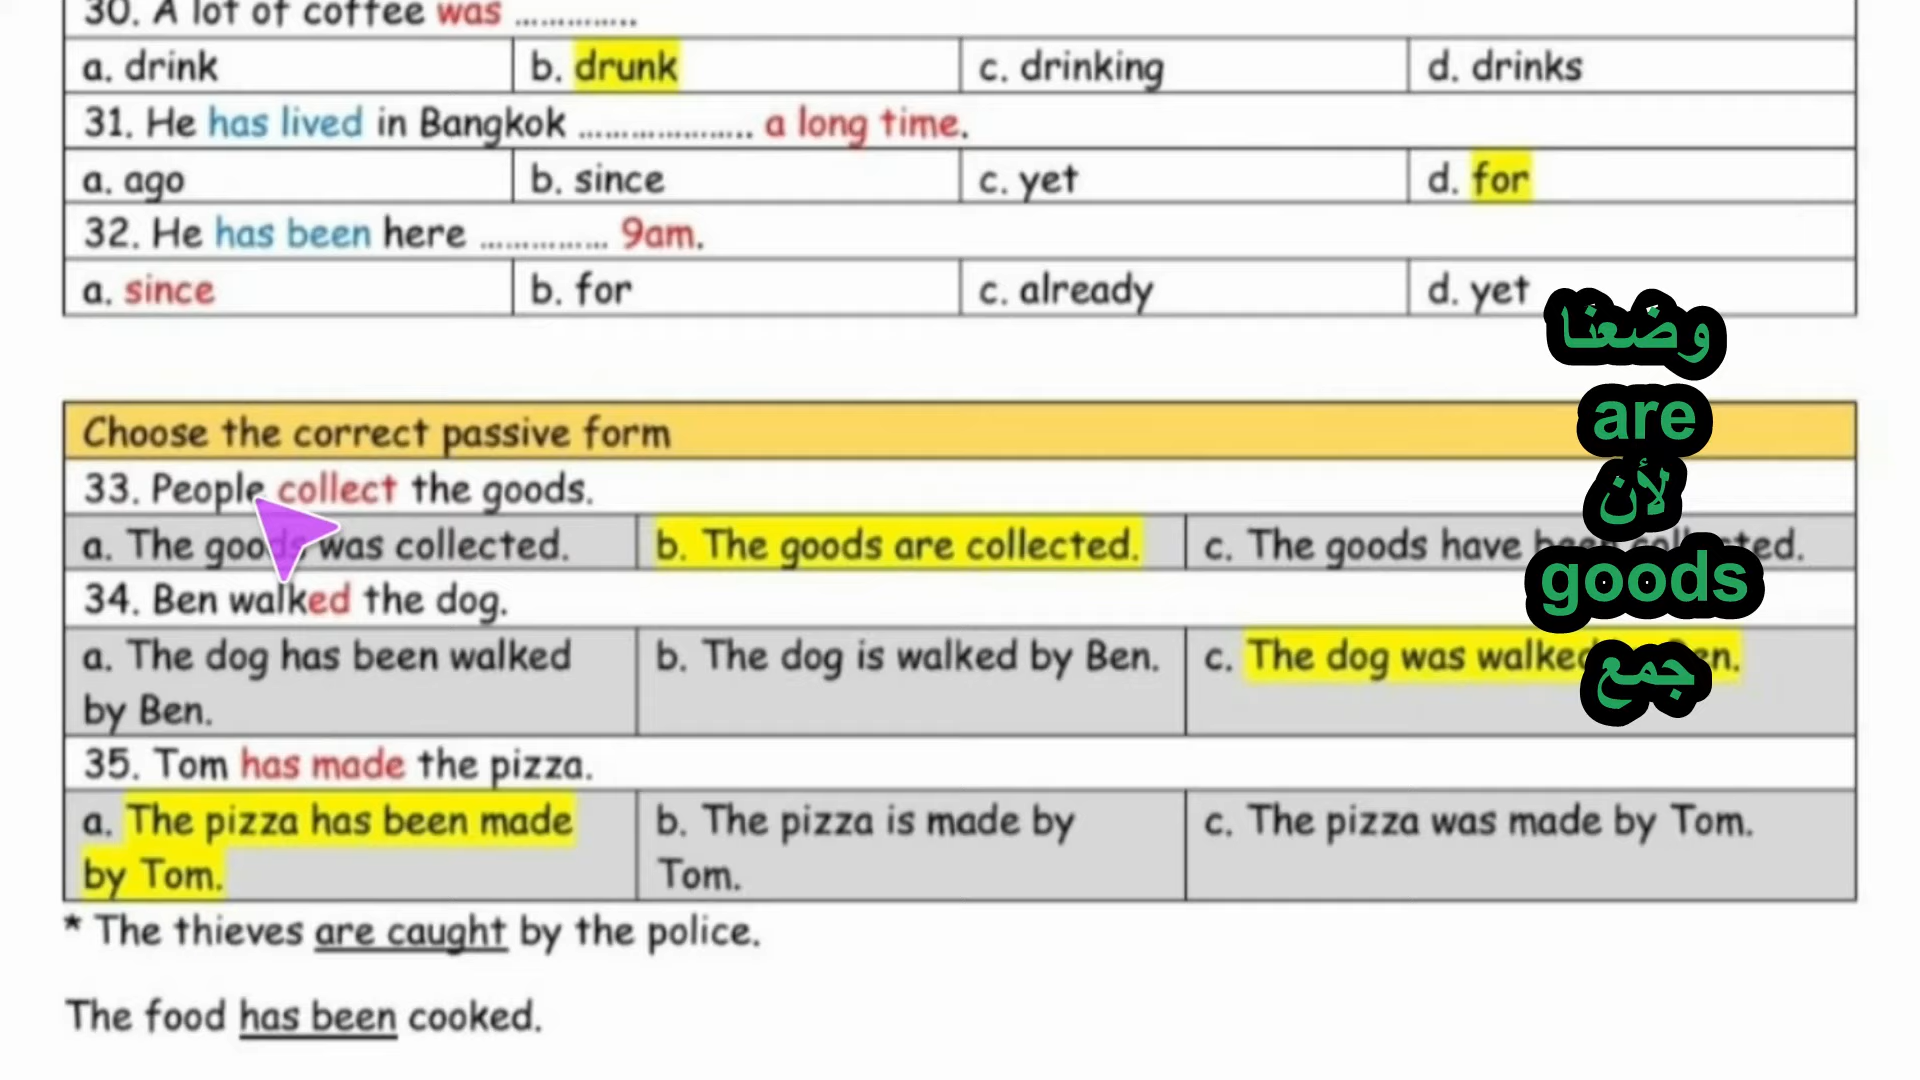 30. A lot of coffee was ..............
a. drink b. drunk c. drinking d. drinks
31. He has lived in Bangkok ................... a long time.
a. ago b. since c. yet d. for
32. He has been here .............. 9am.
a. since b. for c. already d. yet
Choose the correct passive form
33. People collect the goods.
a. The goods was collected. b. The goods are collected. c. The goods have been collected.
34. Ben walked the dog.
a. The dog has been walked b. The dog is walked by Ben. c. The dog was walked Ben.
by Ben.
35. Tom has made the pizza.
a. The pizza has been made b. The pizza is made by c. The pizza was made by Tom.
by Tom. Tom.
* The thieves are caught by the police.
The food has been cooked.
وضعنا
are
لأن
goods
جمع